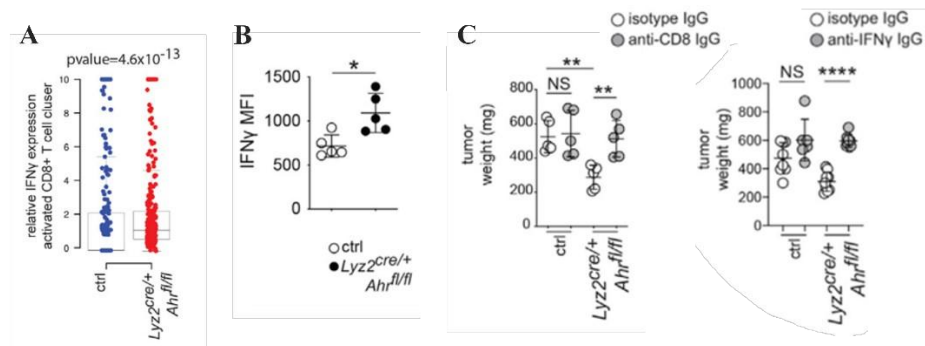 A
pvalue=4.6x10-13
relative IFNγ expression
activated CD8+ T cell cluser
10
8
6
4
2
0
ctrl
Lyz2cre/+
Ahrfl/fl
B
*
IFNγ MFI
1500
1000
500
0
ctrl
Lyz2cre/+
Ahrfl/fl
C
isotype IgG
anti-CD8 IgG
**
NS
**
tumor
weight (mg)
800
600
400
200
0
ctrl
Lyz2cre/+
Ahrfl/fl
isotype IgG
anti-IFNγ IgG
NS
****
tumor
weight (mg)
1000
800
600
400
200
0
ctrl
Lyz2cre/+
Ahrfl/fl